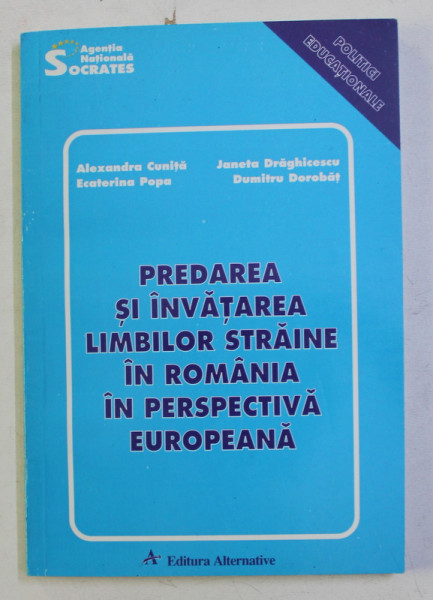 Agenția
Națională
SOCRATES
POLITICI
EDUCAȚIONALE
Alexandra Cuniță
Ecaterina Popa
Janeta Drăghicescu
Dumitru Dorobăț
PREDAREA
ȘI ÎNVĂȚAREA
LIMBILOR STRĂINE
ÎN ROMÂNIA
ÎN PERSPECTIVĂ
EUROPEANĂ
Editura Alternative